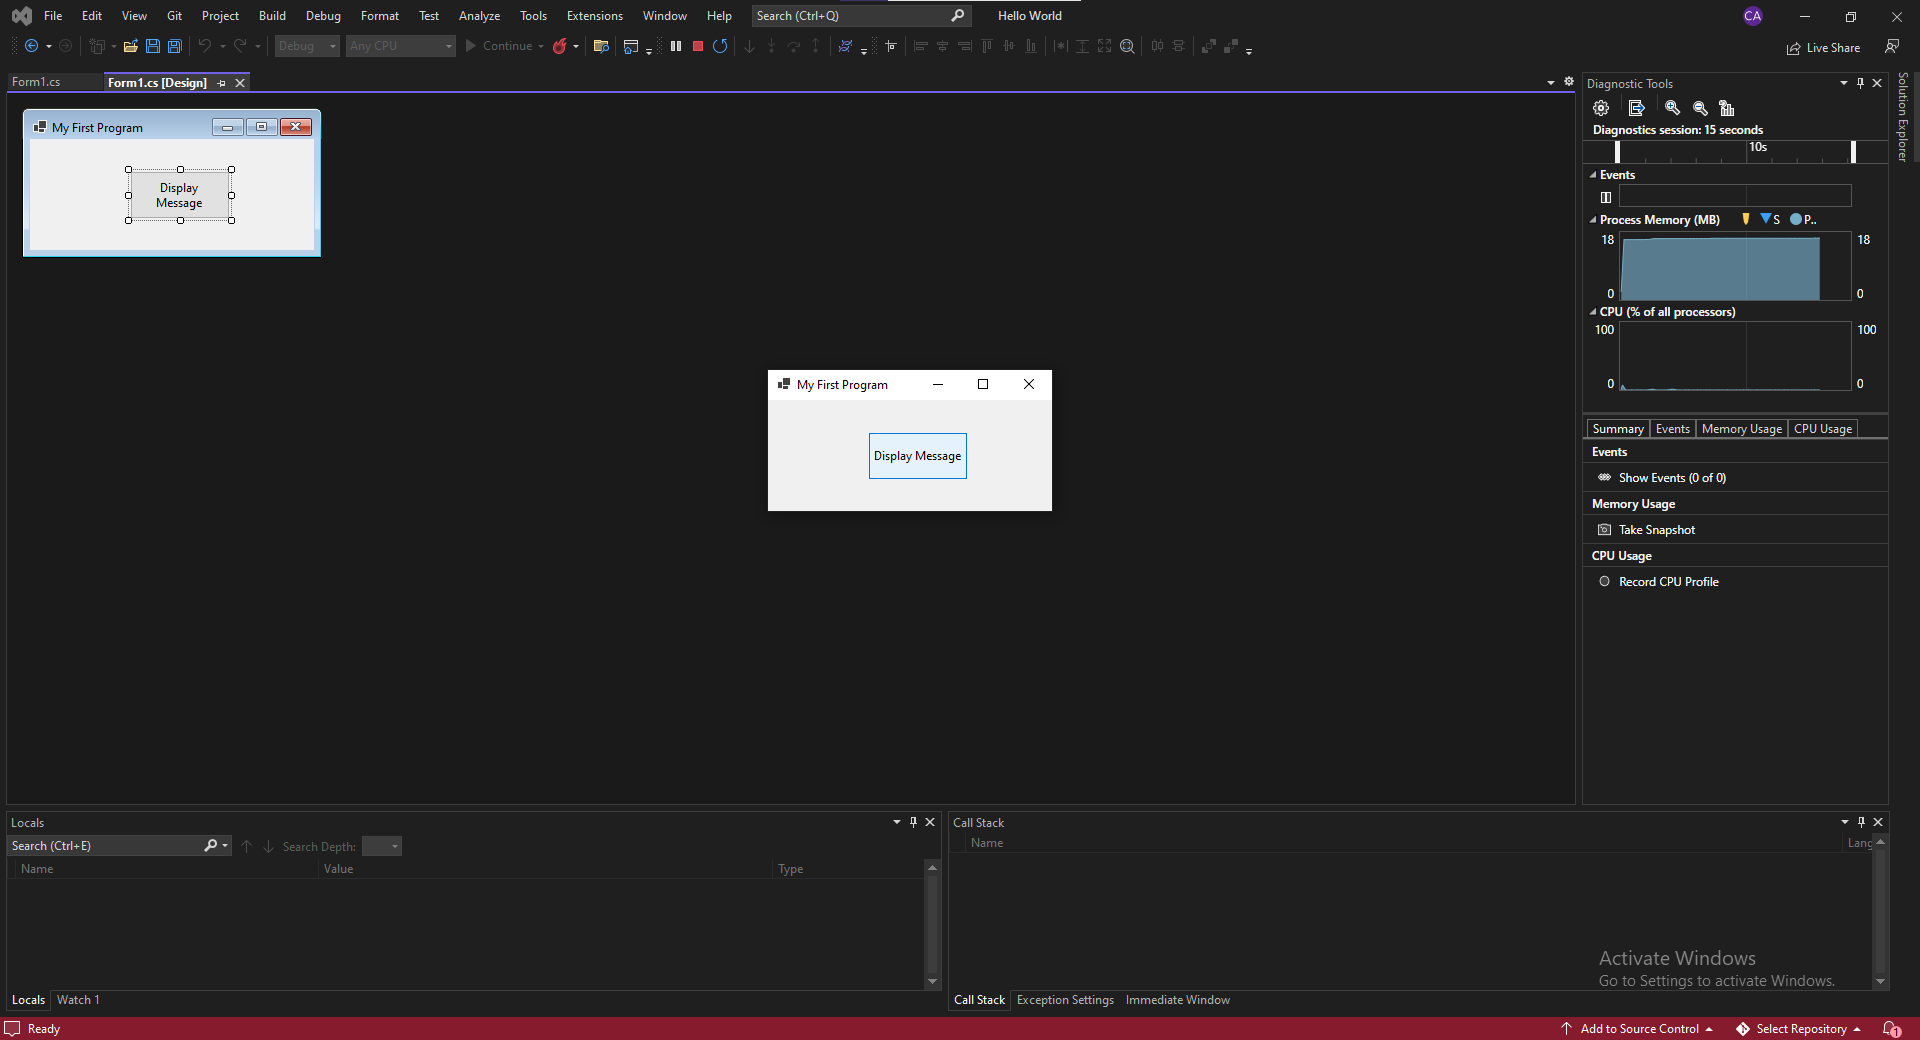 File Edit View Git Project Build Debug Format Test Analyze Tools Extensions Window Help Search (Ctrl+Q) Hello World CA
Debug Any CPU Continue Live Share
Form1.cs Form1.cs [Design]
My First Program
Display
Message
My First Program
Display Message
Diagnostic Tools
Diagnostics session: 15 seconds
10s
Events
Process Memory (MB) S P..
18 18
0 0
CPU (% of all processors)
100 100
0 0
Summary Events Memory Usage CPU Usage
Events
Show Events (0 of 0)
Memory Usage
Take Snapshot
CPU Usage
Record CPU Profile
Solution Explorer
Locals
Search (Ctrl+E) Search Depth:
Name Value Type
Locals Watch 1
Call Stack
Name Lang
Call Stack Exception Settings Immediate Window
Activate Windows
Go to Settings to activate Windows.
Ready Add to Source Control Select Repository 1